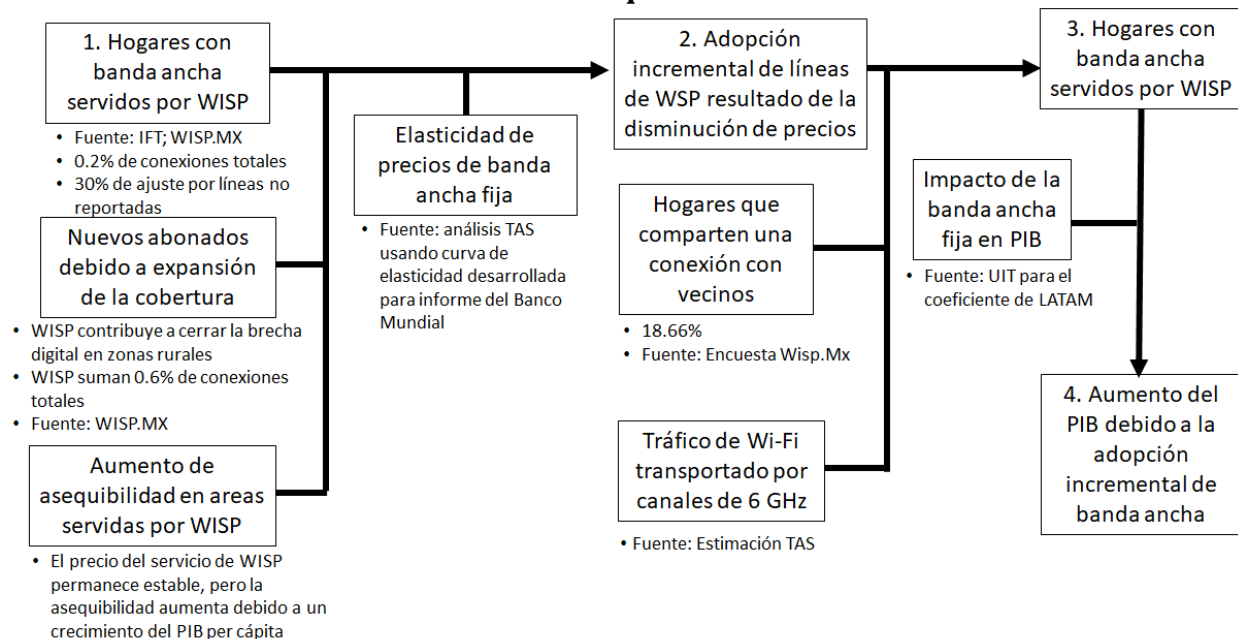 1. Hogares con
banda ancha
servidos por WISP
• Fuente: IFT; WISP.MX
• 0.2% de conexiones totales
• 30% de ajuste por líneas no
reportadas
Nuevos abonados
debido a expansión
de la cobertura
• WISP contribuye a cerrar la brecha
digital en zonas rurales
• WISP suman 0.6% de conexiones
totales
• Fuente: WISP.MX
Aumento de
asequibilidad en areas
servidas por WISP
• El precio del servicio de WISP
permanece estable, pero la
asequibilidad aumenta debido a un
crecimiento del PIB per cápita
Elasticidad de
precios de banda
ancha fija
• Fuente: análisis TAS
usando curva de
elasticidad desarrollada
para informe del Banco
Mundial
2. Adopción
incremental de líneas
de WSP resultado de la
disminución de precios
Hogares que
comparten una
conexión con
vecinos
• 18.66%
• Fuente: Encuesta Wisp.Mx
Tráfico de Wi-Fi
transportado por
canales de 6 GHz
• Fuente: Estimación TAS
3. Hogares con
banda ancha
servidos por WISP
Impacto de la
banda ancha
fija en PIB
• Fuente: UIT para el
coeficiente de LATAM
4. Aumento del
PIB debido a la
adopción
incremental de
banda ancha